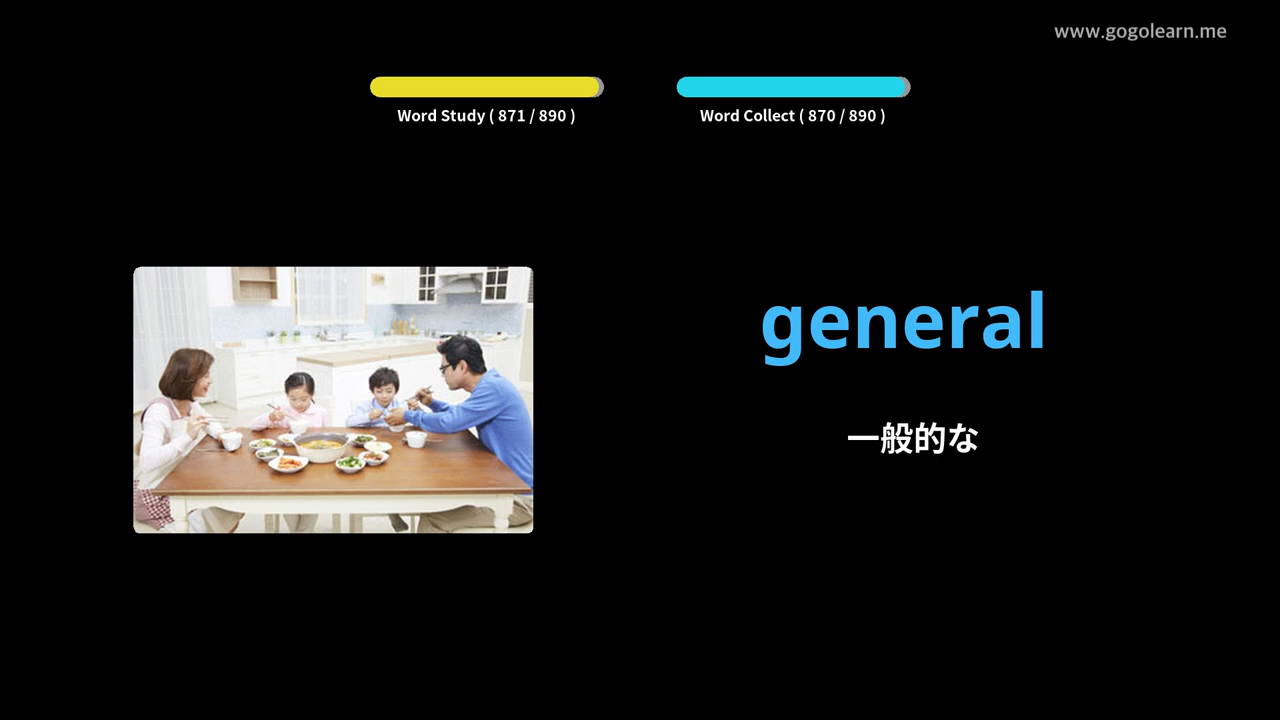 www.gogolearn.me
Word Study ( 871 / 890 )
Word Collect ( 870 / 890 )
general
一般的な